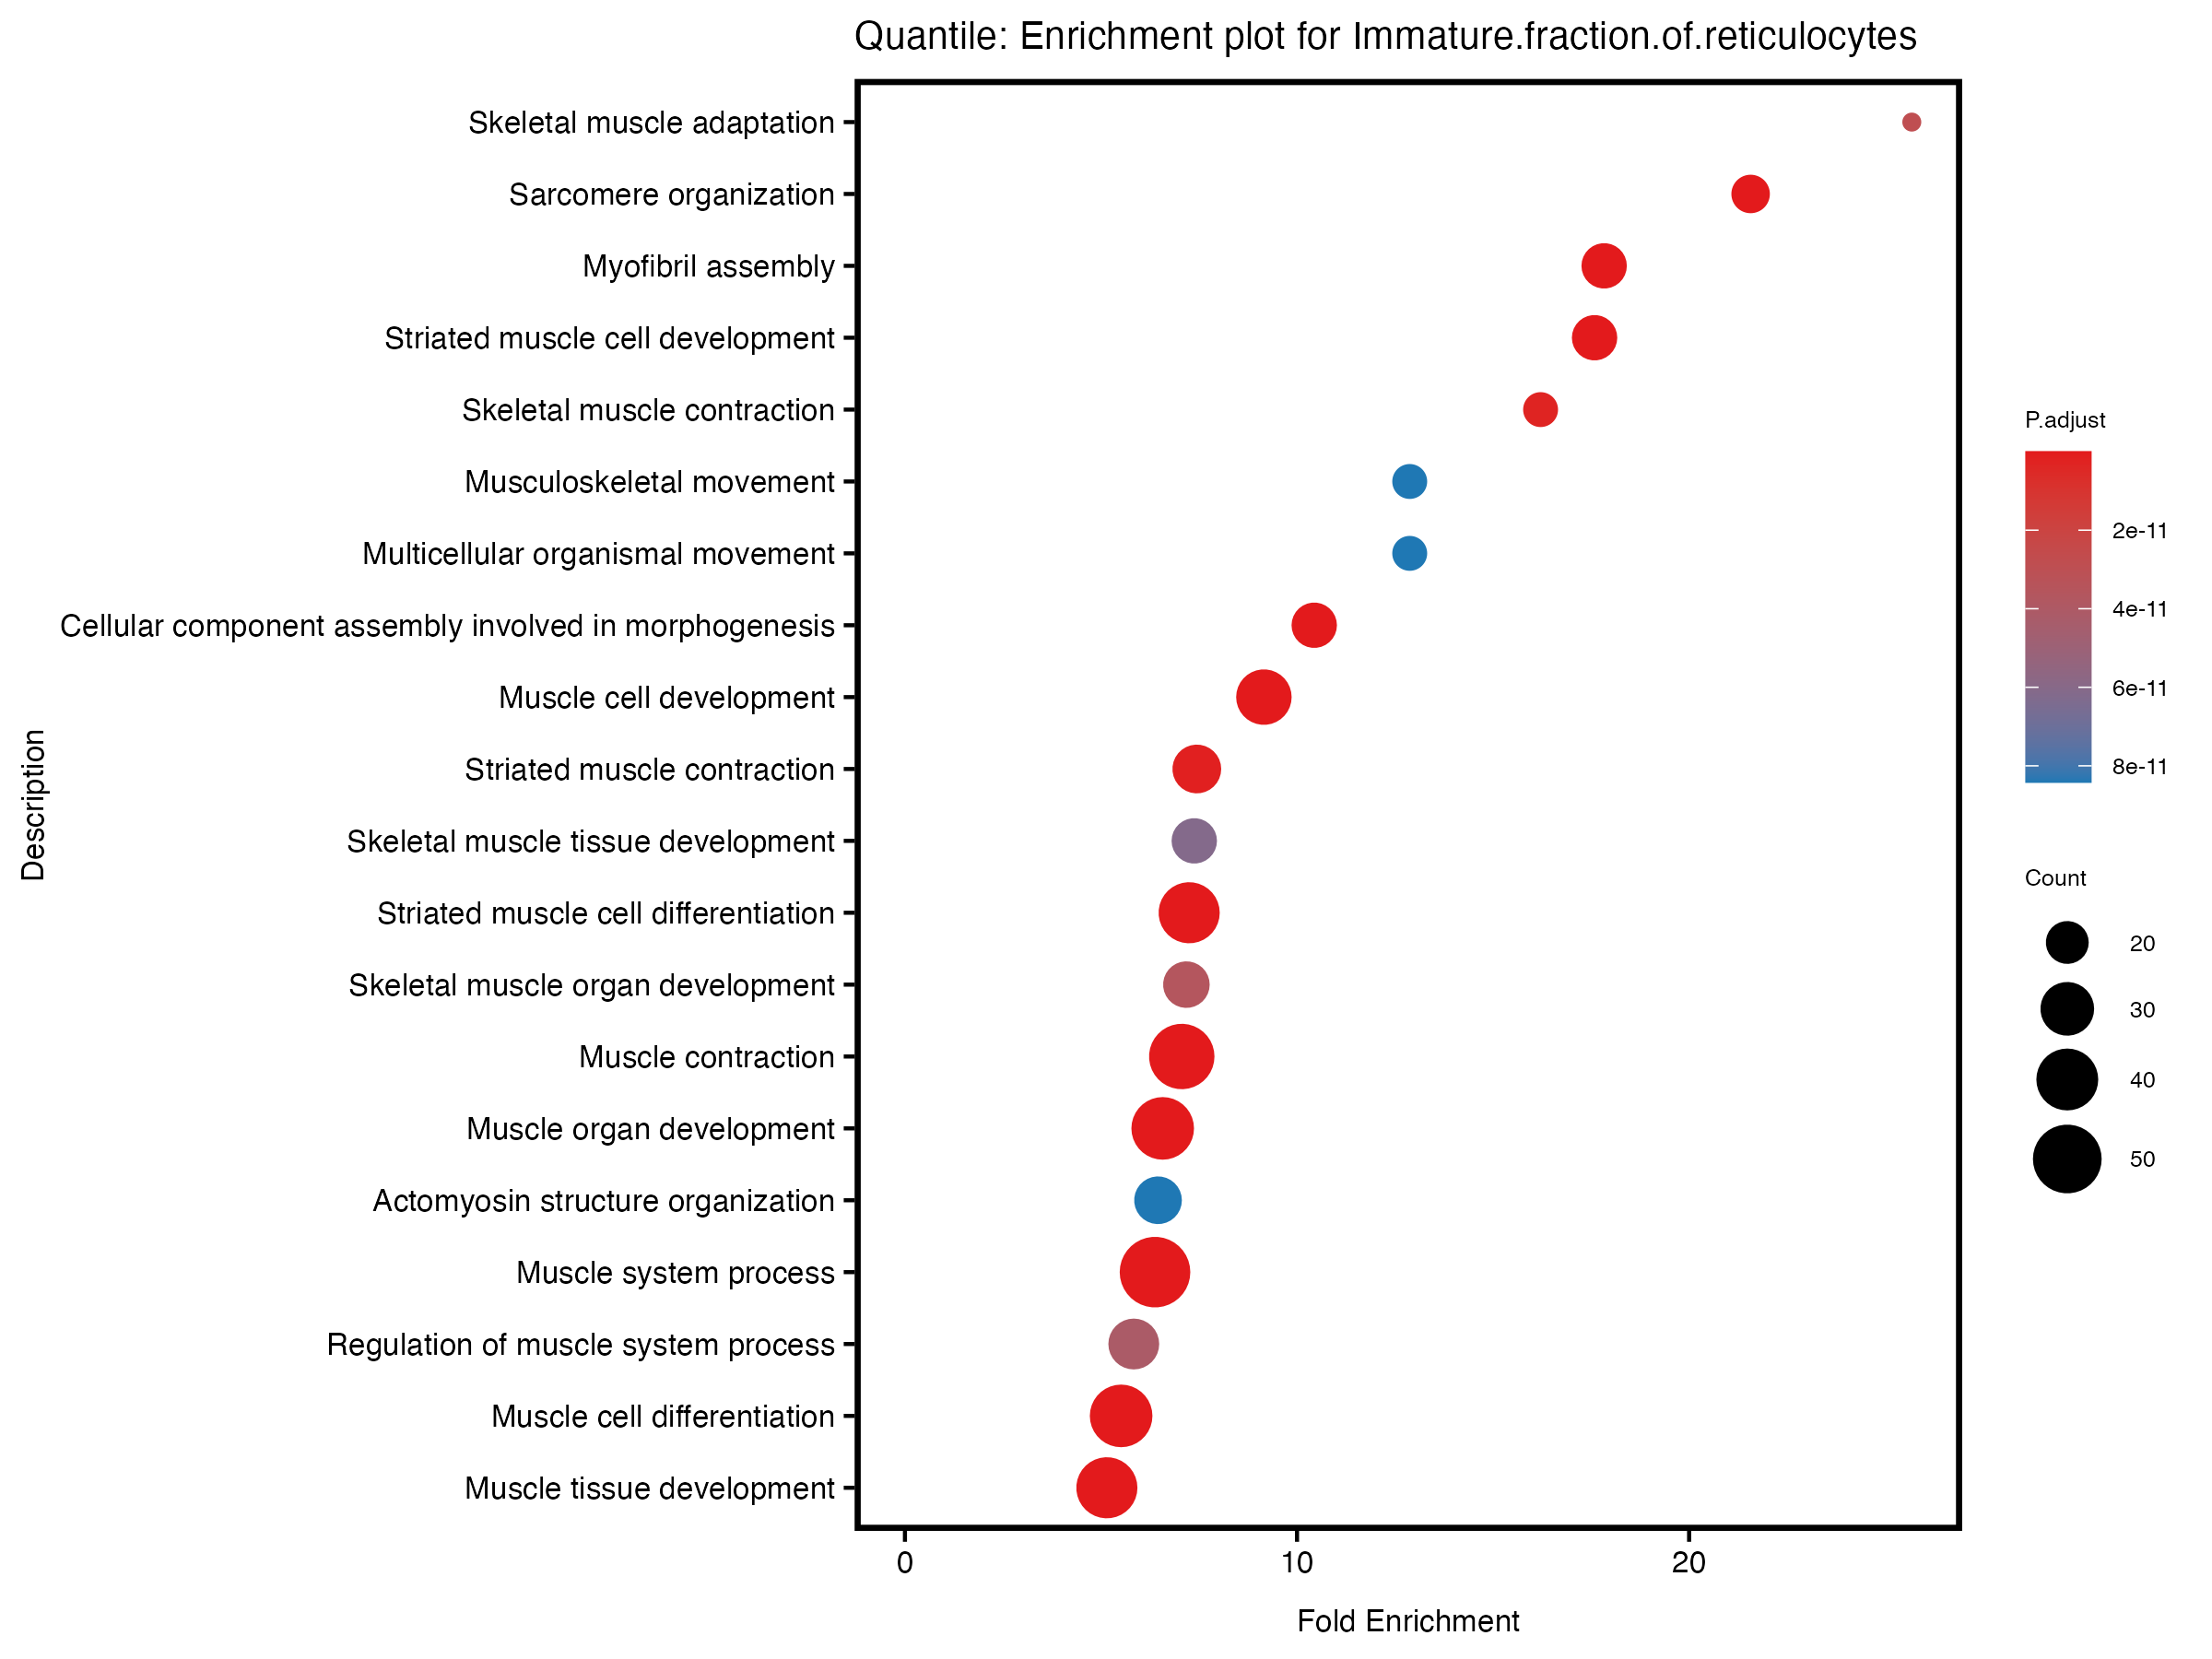 Quantile: Enrichment plot for Immature.fraction.of.reticulocytes
Description
Skeletal muscle adaptation
Sarcomere organization
Myofibril assembly
Striated muscle cell development
Skeletal muscle contraction
Musculoskeletal movement
Multicellular organismal movement
Cellular component assembly involved in morphogenesis
Muscle cell development
Striated muscle contraction
Skeletal muscle tissue development
Striated muscle cell differentiation
Skeletal muscle organ development
Muscle contraction
Muscle organ development
Actomyosin structure organization
Muscle system process
Regulation of muscle system process
Muscle cell differentiation
Muscle tissue development
0 10 20
Fold Enrichment
P.adjust
2e-11
4e-11
6e-11
8e-11
Count
20
30
40
50